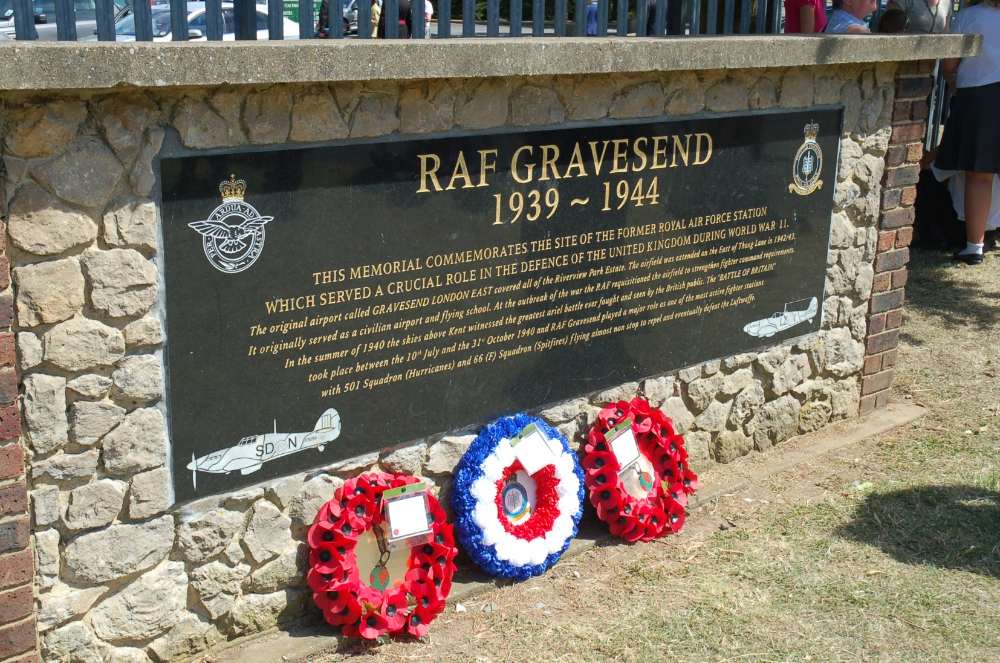 RAF GRAVESEND
1939 ~ 1944
THIS MEMORIAL COMMEMORATES THE SITE OF THE FORMER ROYAL AIR FORCE STATION
WHICH SERVED A CRUCIAL ROLE IN THE DEFENCE OF THE UNITED KINGDOM DURING WORLD WAR 11.
The original airport called GRAVESEND LONDON EAST covered all of the Riverview Park Estate. The airfield was extended on the East of Thong Lane in 1942/43.
It originally served as a civilian airport and flying school. At the outbreak of the war the RAF requisitioned the airfield to strengthen fighter command requirements.
In the summer of 1940 the skies above Kent witnessed the greatest ariel battle ever fought and seen by the British public. The 'BATTLE OF BRITAIN'
took place between the 10th July and the 31st October 1940 and RAF Gravesend played a major role as one of the most active fighter stations
with 501 Squadron (Hurricanes) and 66 (F) Squadron (Spitfires) flying almost non stop to repel and eventually defeat the Luftwaffe.
PER ARDUA AD ASTRA
SD N P3059
LZ